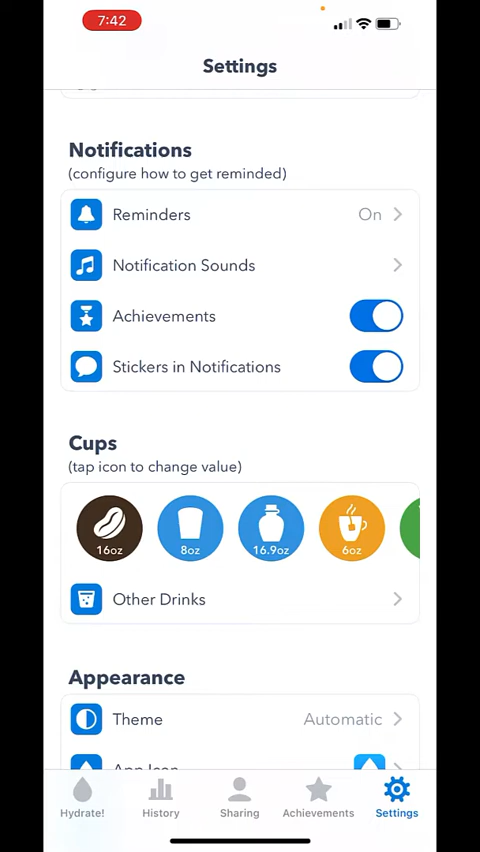 7:42
Settings
Notifications
(configure how to get reminded)
Reminders On
Notification Sounds
Achievements
Stickers in Notifications
Cups
(tap icon to change value)
16oz 8oz 16.9oz 6oz
Other Drinks
Appearance
Theme Automatic
App Icon
Hydrate! History Sharing Achievements Settings